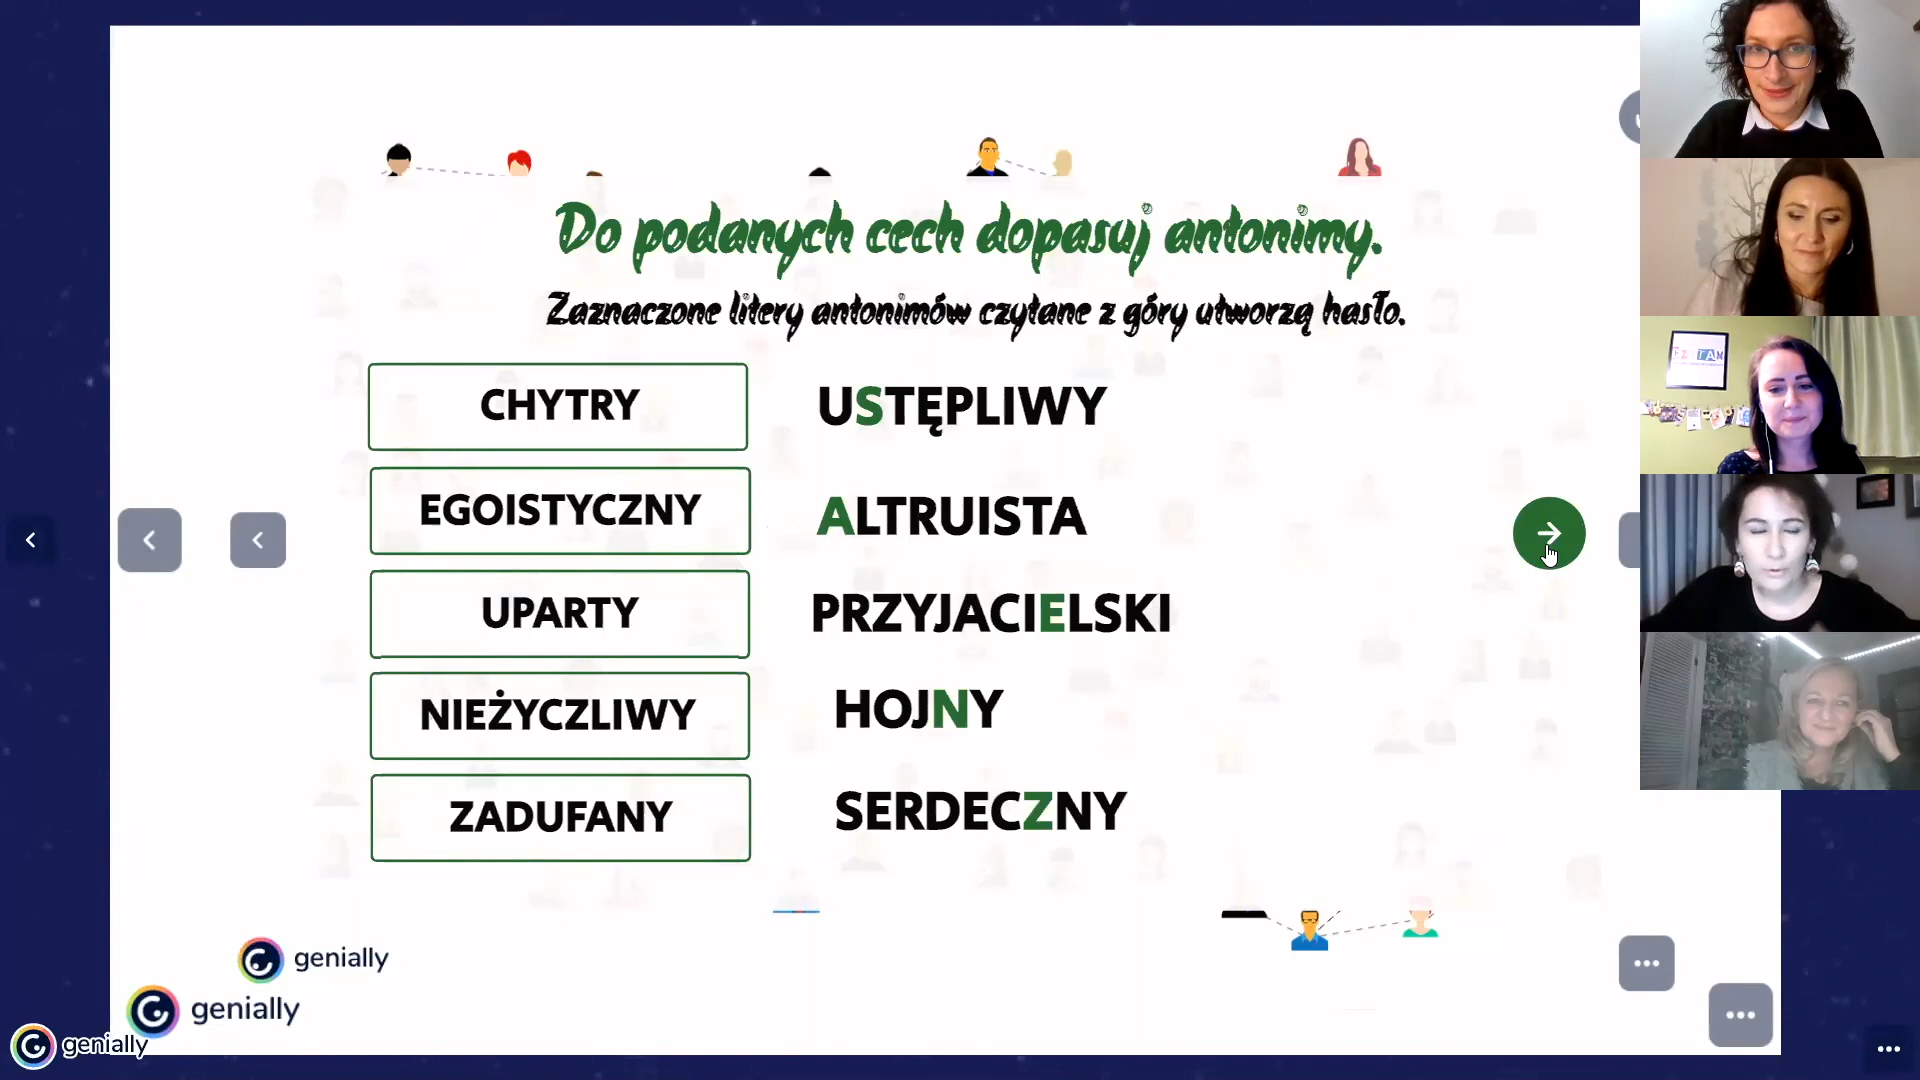 Do podanych cech dopasuj antonimy.
Zaznaczone litery antonimów czytane z góry utworzą hasło.
CHYTRY
USTĘPLIWY
EGOISTYCZNY
ALTRUISTA
UPARTY
PRZYJACIELSKI
NIEŻYCZLIWY
HOJNY
ZADUFANY
SERDECZNY
genially
genially
genially